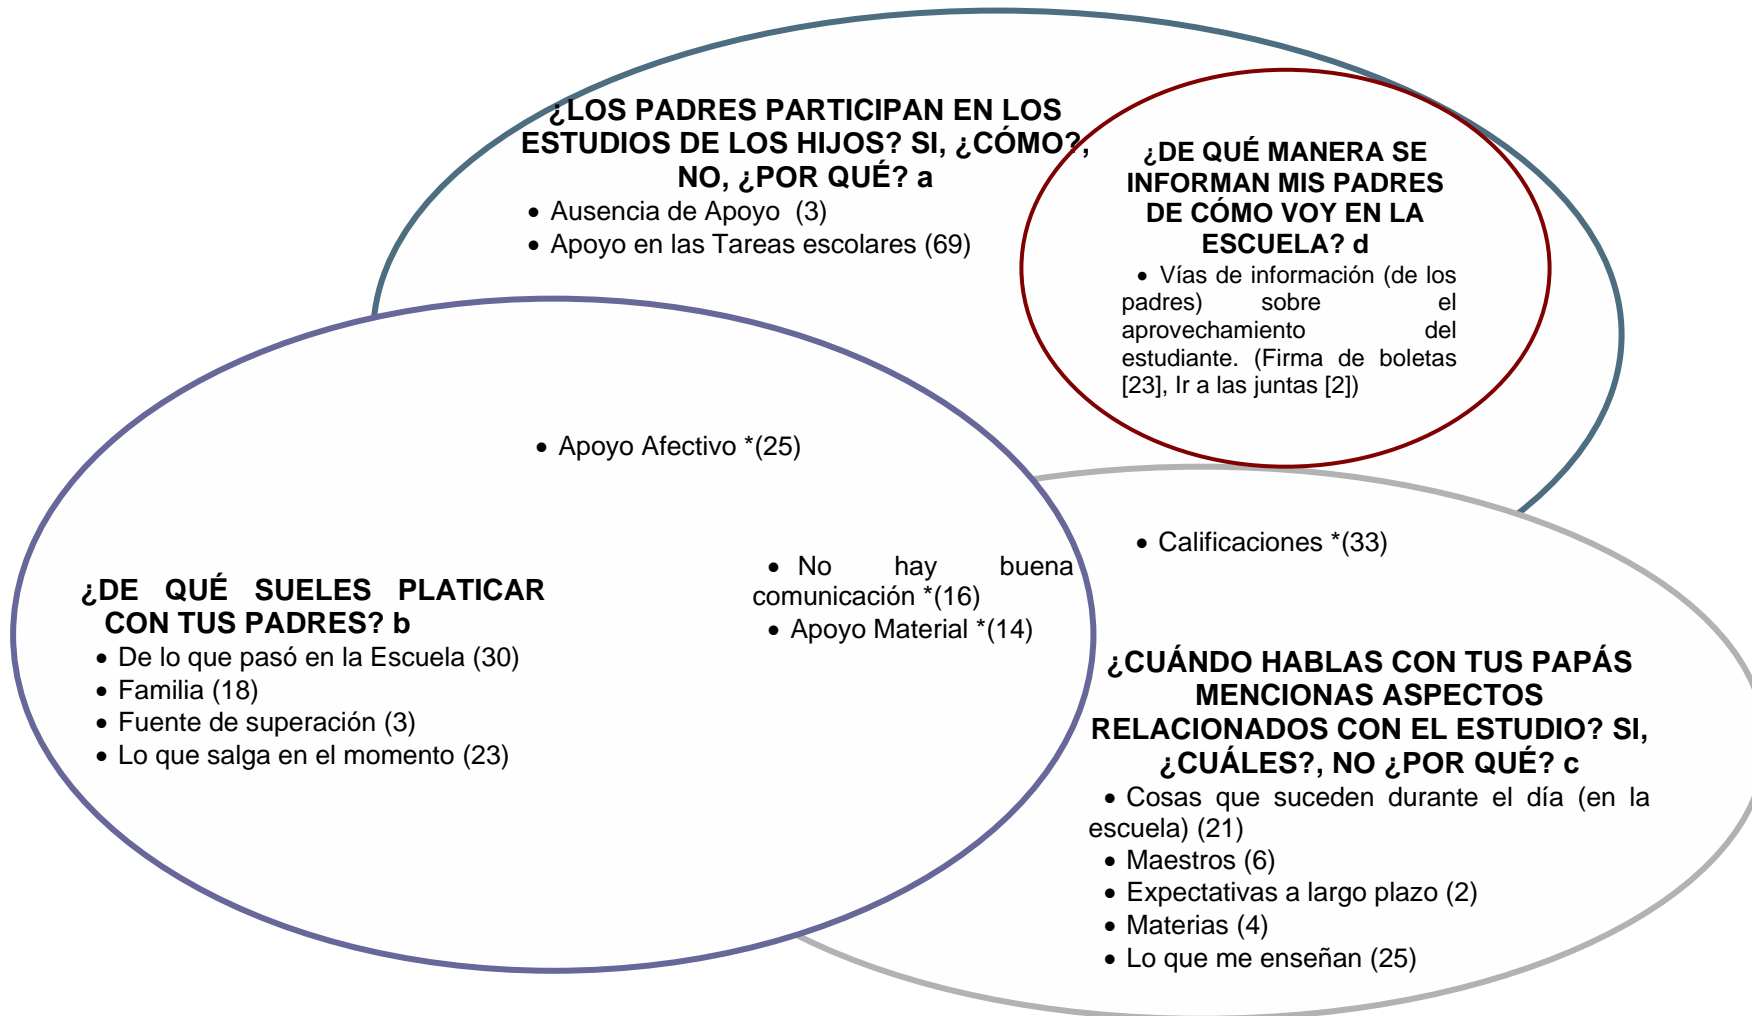 ¿LOS PADRES PARTICIPAN EN LOS
ESTUDIOS DE LOS HIJOS? SI, ¿CÓMO?,
NO, ¿POR QUÉ? a
• Ausencia de Apoyo (3)
• Apoyo en las Tareas escolares (69)
¿DE QUÉ MANERA SE
INFORMAN MIS PADRES
DE CÓMO VOY EN LA
ESCUELA? d
• Vías de información (de los
padres) sobre el
aprovechamiento del
estudiante. (Firma de boletas
[23], Ir a las juntas [2])
• Apoyo Afectivo *(25)
• No hay buena
comunicación *(16)
• Apoyo Material *(14)
• Calificaciones *(33)
¿DE QUÉ SUELES PLATICAR
CON TUS PADRES? b
• De lo que pasó en la Escuela (30)
• Familia (18)
• Fuente de superación (3)
• Lo que salga en el momento (23)
¿CUÁNDO HABLAS CON TUS PAPÁS
MENCIONAS ASPECTOS
RELACIONADOS CON EL ESTUDIO? SI,
¿CUÁLES?, NO ¿POR QUÉ? c
• Cosas que suceden durante el día (en la
escuela) (21)
• Maestros (6)
• Expectativas a largo plazo (2)
• Materias (4)
• Lo que me enseñan (25)